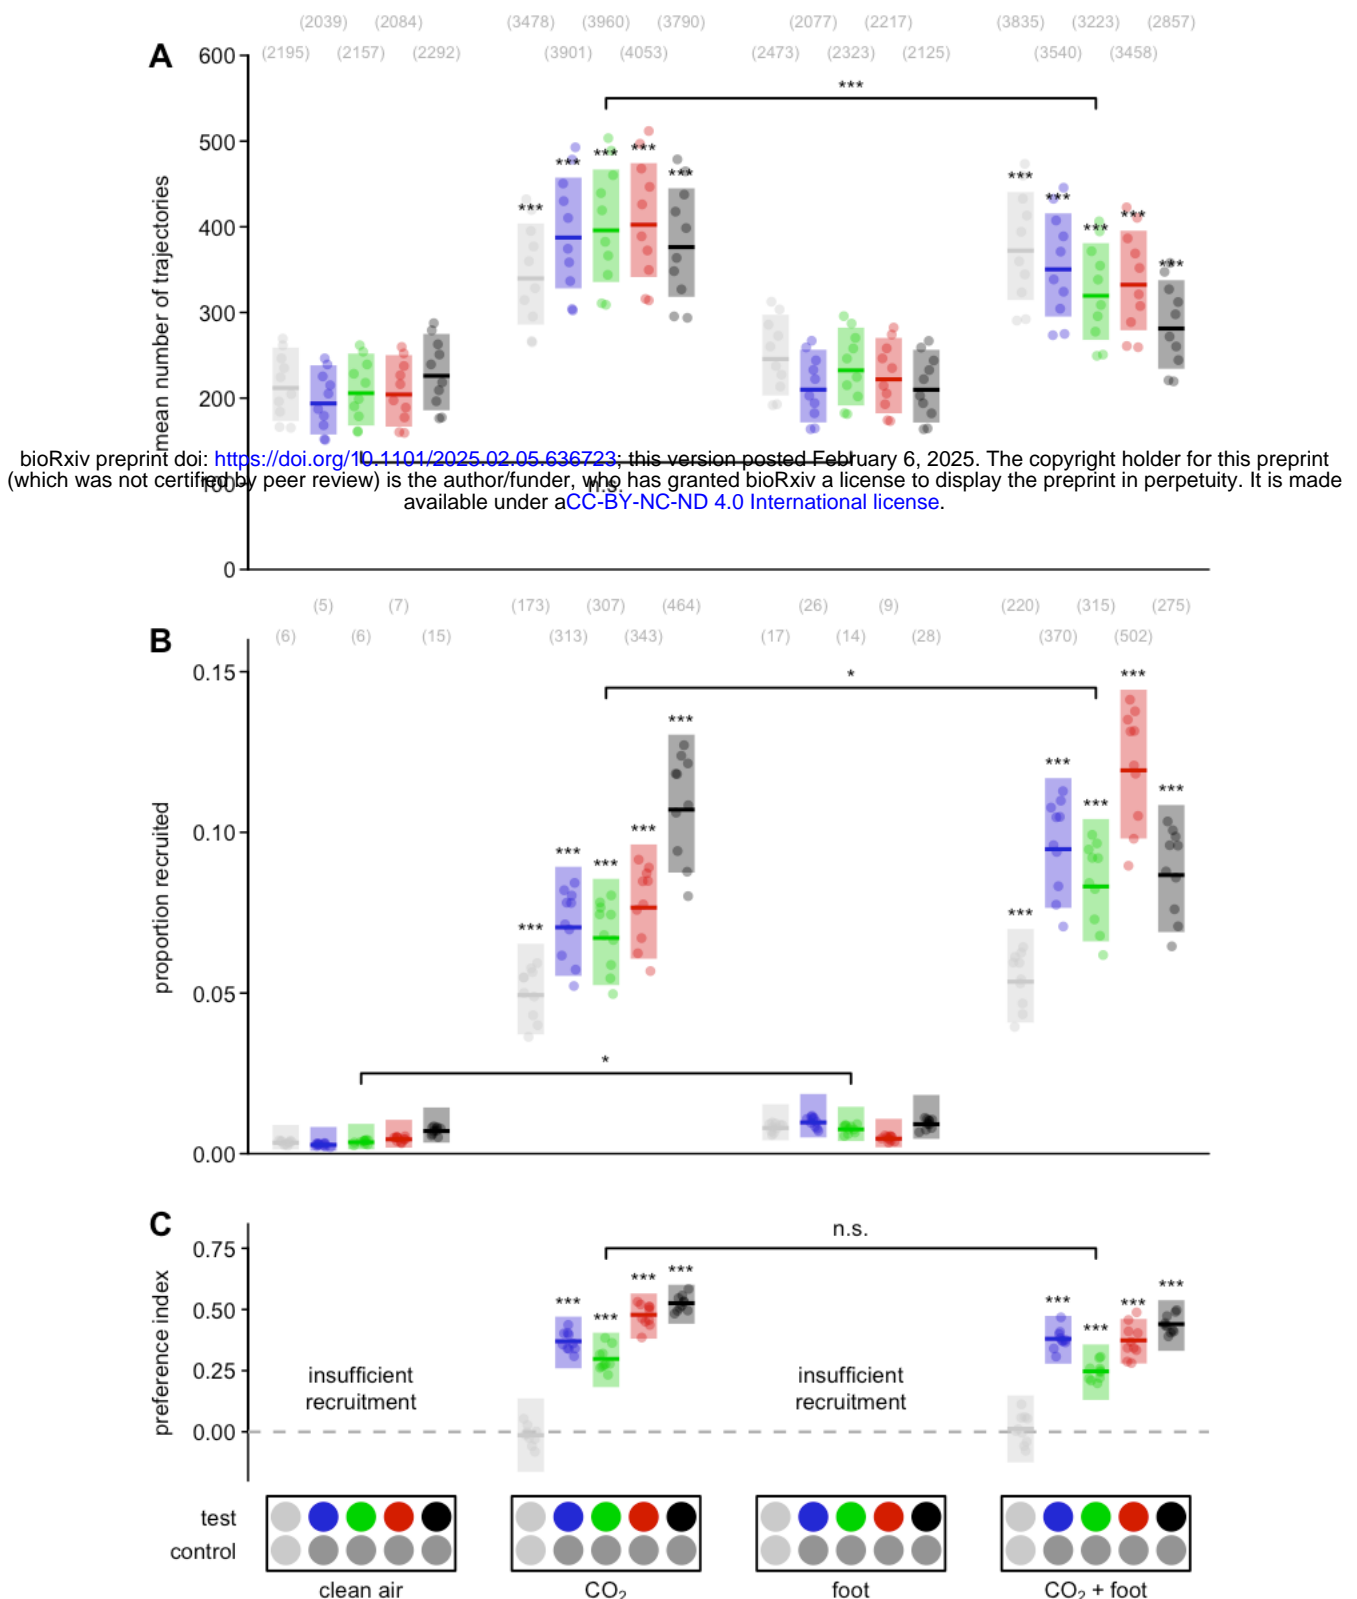 (2039) (2084) (3478) (3960) (3790) (2077) (2217) (3835) (3223) (2857)
(2195) (2157) (2292) (3901) (4053) (2473) (2323) (2125) (3540) (3458)
A
600
***
500
*** *** *** *** ***
*** *** *** *** ***
400
300
200
100
0
mean number of trajectories
n.s.
bioRxiv preprint doi: https://doi.org/10.1101/2025.02.05.636723; this version posted February 6, 2025. The copyright holder for this preprint
(which was not certified by peer review) is the author/funder, who has granted bioRxiv a license to display the preprint in perpetuity. It is made
available under aCC-BY-NC-ND 4.0 International license.
(5) (7) (173) (307) (464) (26) (9) (220) (315) (275)
(6) (6) (15) (313) (343) (17) (14) (28) (370) (502)
B
0.15
*
*** *** *** *** ***
*** *** *** *** ***
0.10
0.05
*
0.00
proportion recruited
C
0.75
n.s.
*** *** *** ***
*** *** *** ***
0.50
0.25
0.00
preference index
insufficient
recruitment
insufficient
recruitment
test
control
clean air CO₂ foot CO₂ + foot